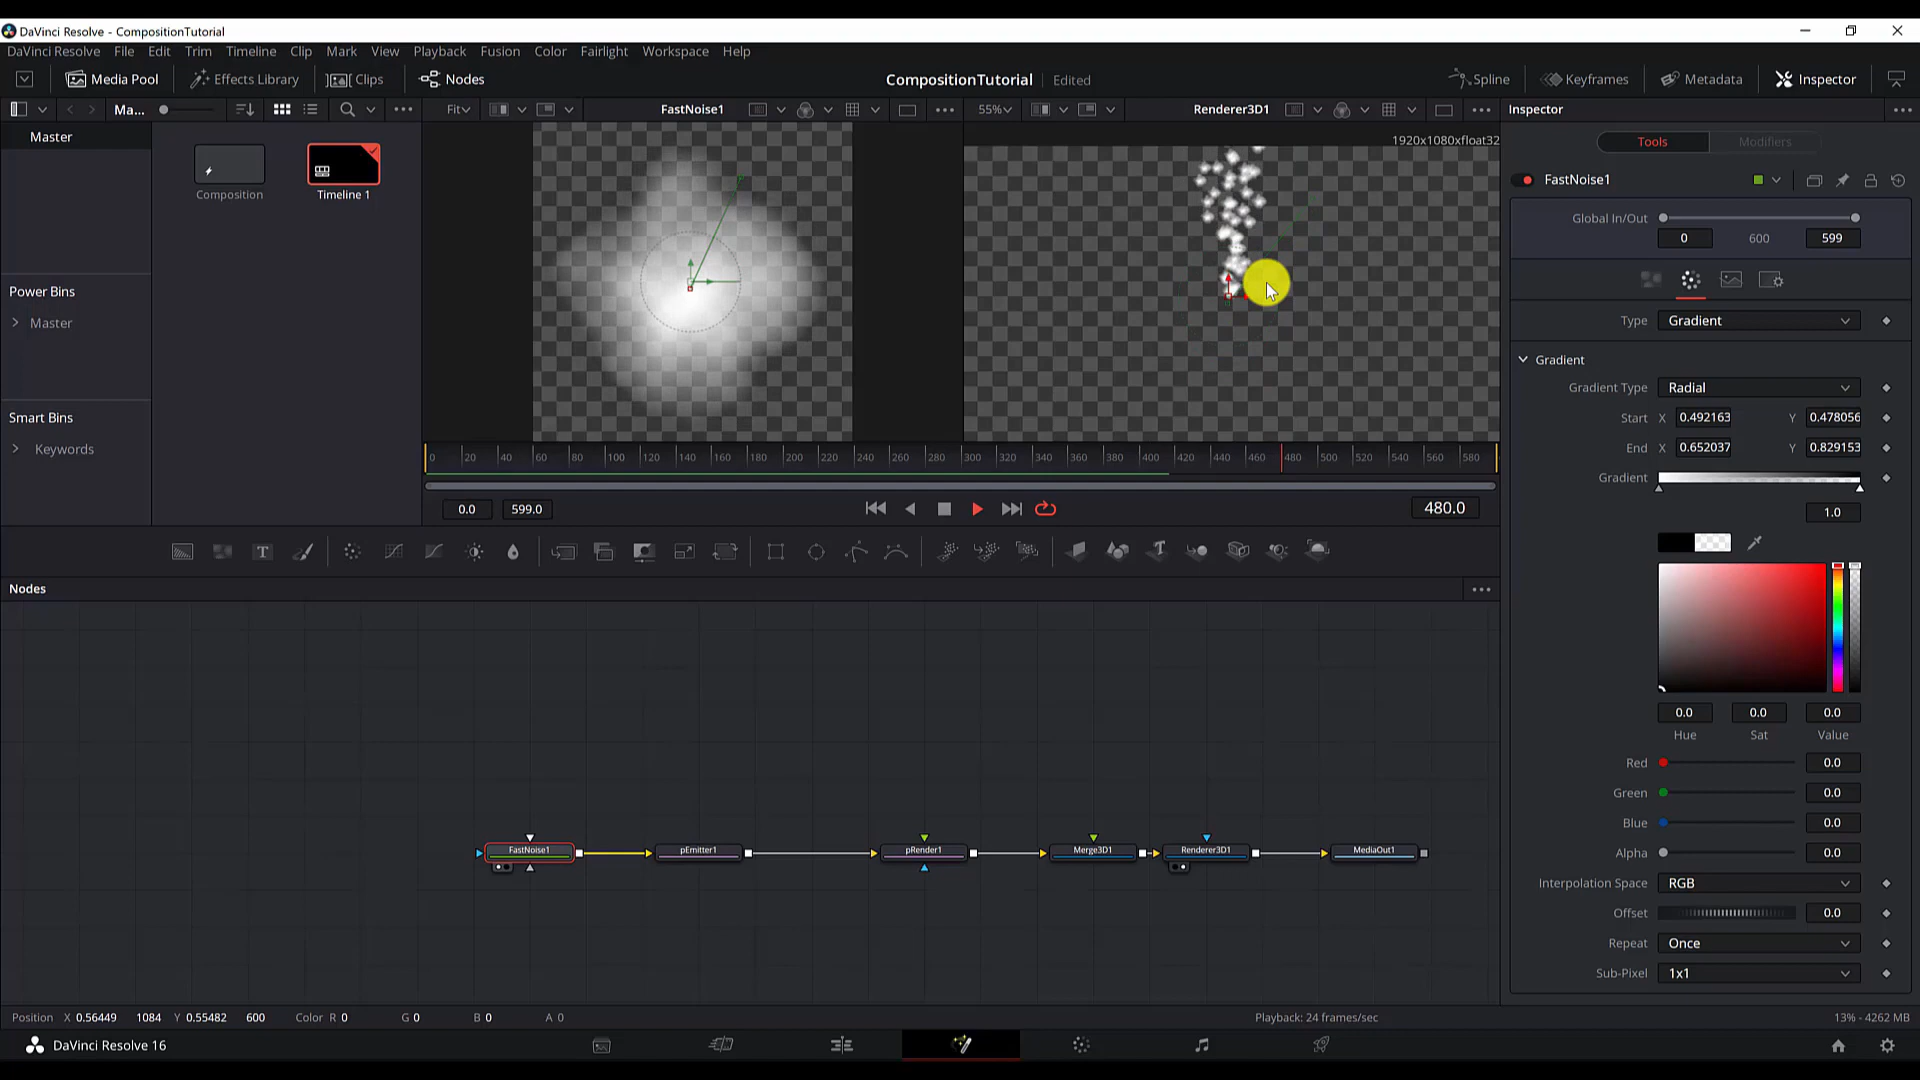 DaVinci Resolve - CompositionTutorial
DaVinci Resolve File Edit Trim Timeline Clip Mark View Playback Fusion Color Fairlight Workspace Help
Media Pool Effects Library Clips Nodes CompositionTutorial Edited Spline Keyframes Metadata Inspector
Ma... Fit FastNoise1 55% Renderer3D1 Inspector
Master
Composition
Timeline 1
Power Bins
Master
Smart Bins
Keywords
1920x1080xfloat32
0 20 40 60 80 100 120 140 160 180 200 220 240 260 280 300 320 340 360 380 400 420 440 460 480 500 520 540 560 580
0.0 599.0 480.0
Nodes
FastNoise1 pEmitter1 pRender1 Merge3D1 Renderer3D1 MediaOut1
Tools Modifiers
FastNoise1
Global In/Out
0 600 599
Type Gradient
Gradient
Gradient Type Radial
Start X 0.492163 Y 0.478056
End X 0.652037 Y 0.829153
Gradient
1.0
0.0 0.0 0.0
Hue Sat Value
Red 0.0
Green 0.0
Blue 0.0
Alpha 0.0
Interpolation Space RGB
Offset 0.0
Repeat Once
Sub-Pixel 1x1
Position X 0.56449 1084 Y 0.55482 600 Color R 0 G 0 B 0 A 0 Playback: 24 frames/sec 13% - 4262 MB
DaVinci Resolve 16